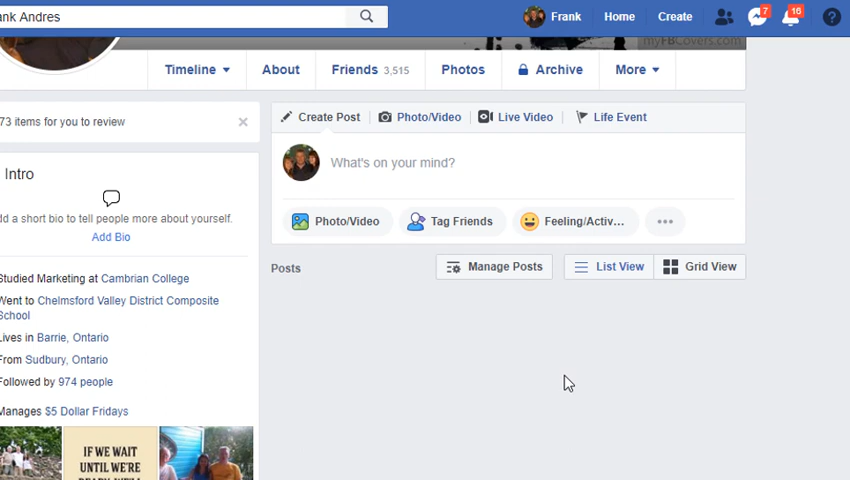 ank Andres
Frank Home Create 7 16
myFBCovers.com
Timeline About Friends 3,515 Photos Archive More
73 items for you to review
Create Post Photo/Video Live Video Life Event
What's on your mind?
Photo/Video Tag Friends Feeling/Activ...
Posts Manage Posts List View Grid View
Intro
dd a short bio to tell people more about yourself.
Add Bio
Studied Marketing at Cambrian College
Went to Chelmsford Valley District Composite
School
Lives in Barrie, Ontario
From Sudbury, Ontario
Followed by 974 people
Manages $5 Dollar Fridays
IF WE WAIT
UNTIL WE'RE
READY, WE'LL